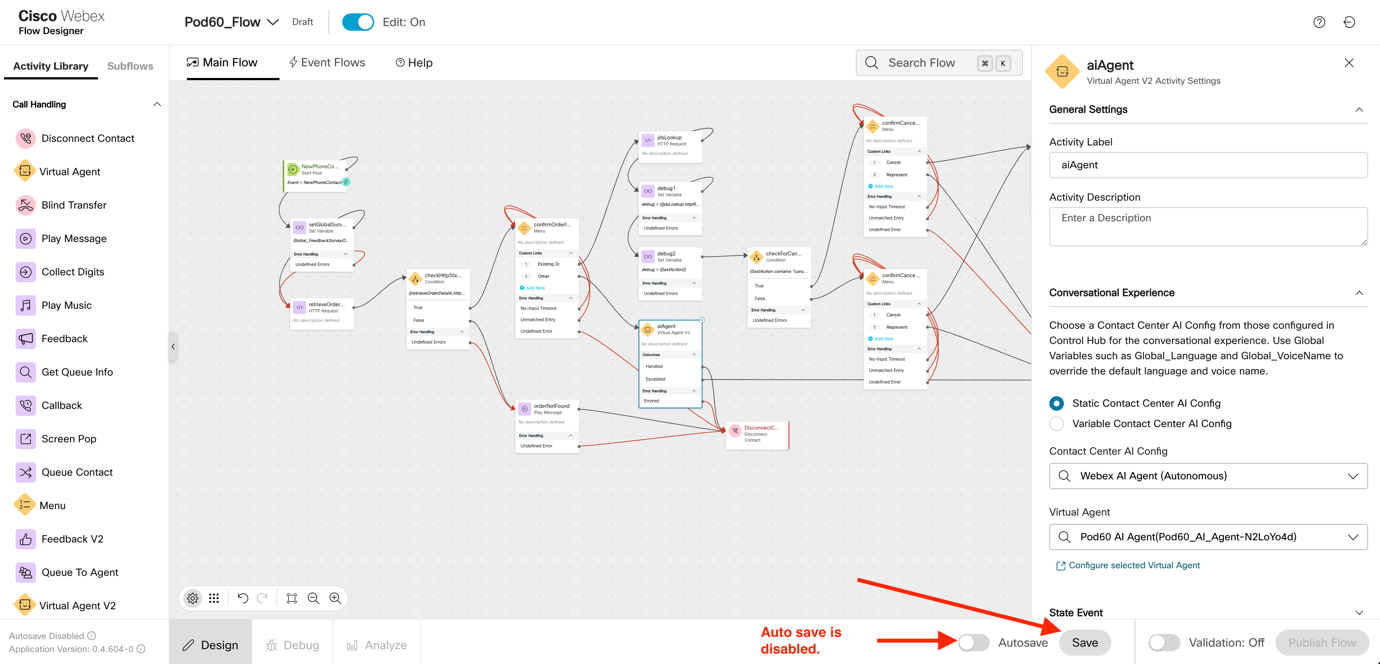 Cisco Webex
Flow Designer
Pod60_Flow
Draft
Edit: On
Activity Library
Subflows
Main Flow
Event Flows
Help
Search Flow
⌘
K
Call Handling
Disconnect Contact
Virtual Agent
Blind Transfer
Play Message
Collect Digits
Play Music
Feedback
Get Queue Info
Callback
Screen Pop
Queue Contact
Menu
Feedback V2
Queue To Agent
Virtual Agent V2
Autosave Disabled
Application Version: 0.4.604-0
NewPhoneCo...
Start Flow
Event = NewPhoneContact
setGlobalSurv...
Set Variable
Global_FeedbackSurveyO...
Error Handling
Undefined Errors
retrieveOrder...
HTTP Request
No description defined
checkHttpSta...
Condition
{{retrieveOrderDetails.http...
True
False
Error Handling
Undefined Errors
confirmOrderI...
Menu
No description defined
Custom Links
1 Existing Or
2 Other
Add New
Error Handling
No-Input Timeout
Unmatched Entry
Undefined Error
orderNotFound
Play Message
No description defined
Error Handling
Undefined Error
jdsLookup
HTTP Request
No description defined
debug1
Set Variable
debug = {{jdsLookup.httpR...
Error Handling
Undefined Errors
debug2
Set Variable
debug = {{lastAction}}
Error Handling
Undefined Errors
aiAgent
Virtual Agent V2
No description defined
Outcomes
Handled
Escalated
Error Handling
Errored
DisconnectC...
Disconnect
Contact
checkForCan...
Condition
{{lastAction contains "canc...
True
False
Error Handling
Undefined Errors
confirmCance...
Menu
No description defined
Custom Links
1 Cancel
2 Represent
Add New
Error Handling
No-Input Timeout
Unmatched Entry
Undefined Error
confirmCance...
Menu
No description defined
Custom Links
1 Cancel
2 Represent
Add New
Error Handling
No-Input Timeout
Unmatched Entry
Undefined Error
aiAgent
Virtual Agent V2 Activity Settings
General Settings
Activity Label
aiAgent
Activity Description
Enter a Description
Conversational Experience
Choose a Contact Center AI Config from those configured in
Control Hub for the conversational experience. Use Global
Variables such as Global_Language and Global_VoiceName to
override the default language and voice name.
Static Contact Center AI Config
Variable Contact Center AI Config
Contact Center AI Config
Webex AI Agent (Autonomous)
Virtual Agent
Pod60 AI Agent(Pod60_AI_Agent-N2LoYo4d)
Configure selected Virtual Agent
State Event
Design
Debug
Analyze
Auto save is
disabled.
Autosave
Save
Validation: Off
Publish Flow